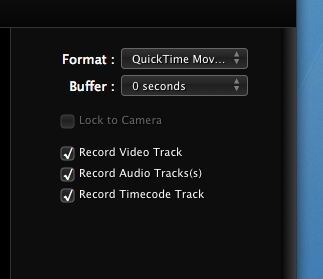 Format : QuickTime Mov...
Buffer : 0 seconds
Lock to Camera
Record Video Track
Record Audio Tracks(s)
Record Timecode Track